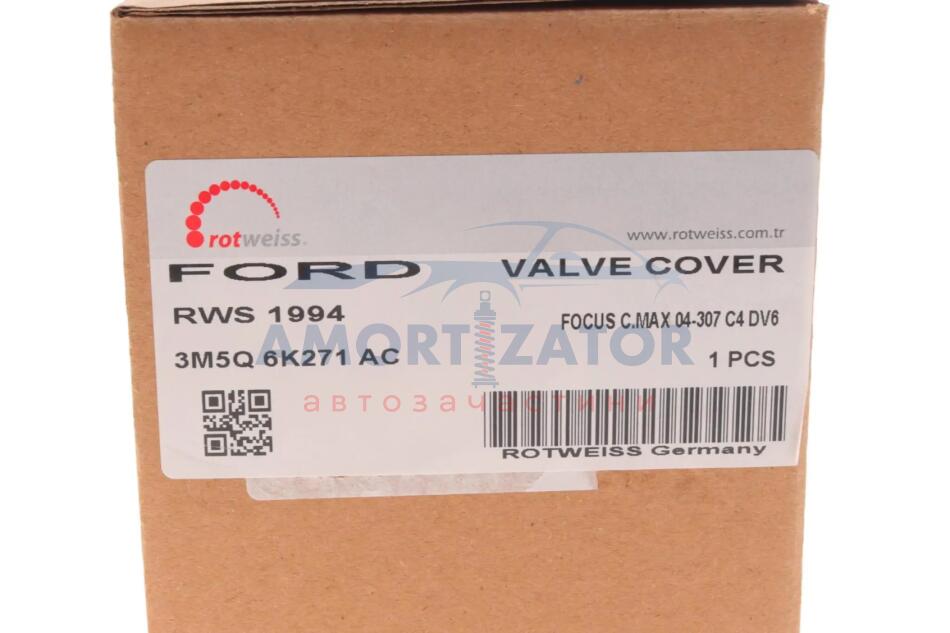 rotweiss.
www.rotweiss.com.tr
FORD VALVE COVER
RWS 1994 FOCUS C.MAX 04-307 C4 DV6
AMORTIZATOR
3M5Q 6K271 AC 1 PCS
автозачастини
ROTWEISS Germany